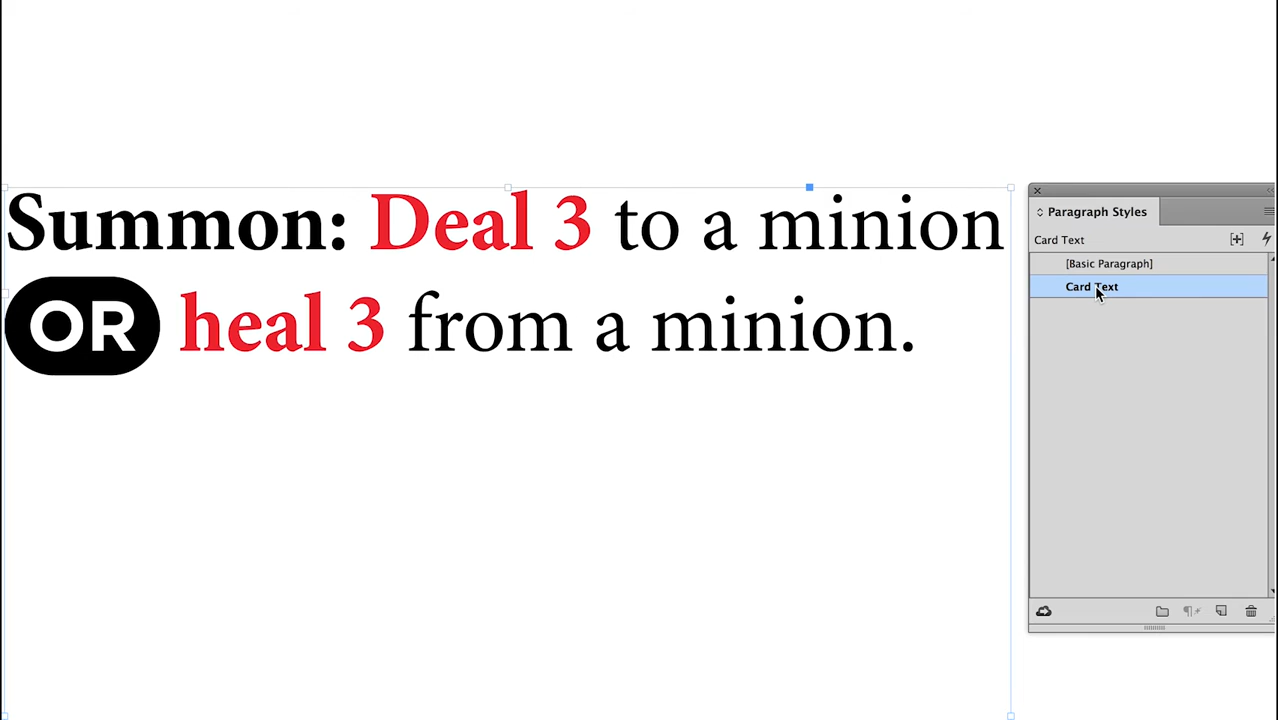 Summon: Deal 3 to a minion
OR heal 3 from a minion.
Paragraph Styles
Card Text
[Basic Paragraph]
Card Text